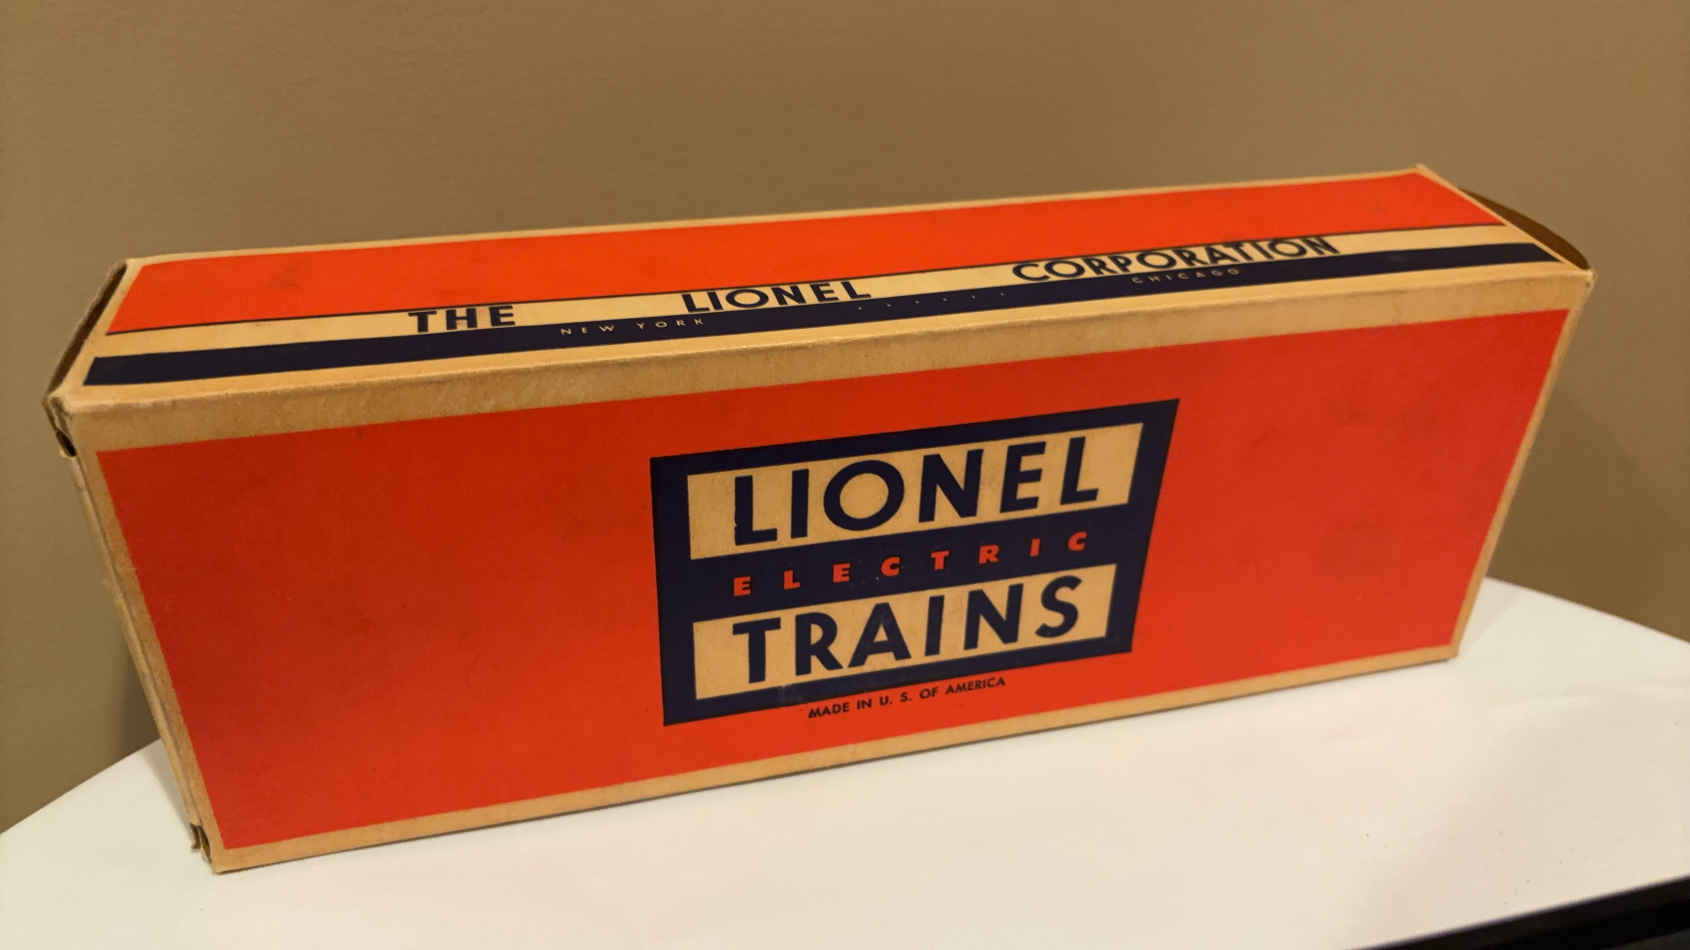 THE LIONEL CORPORATION
NEW YORK . . . . . CHICAGO
LIONEL
ELECTRIC
TRAINS
MADE IN U. S. OF AMERICA